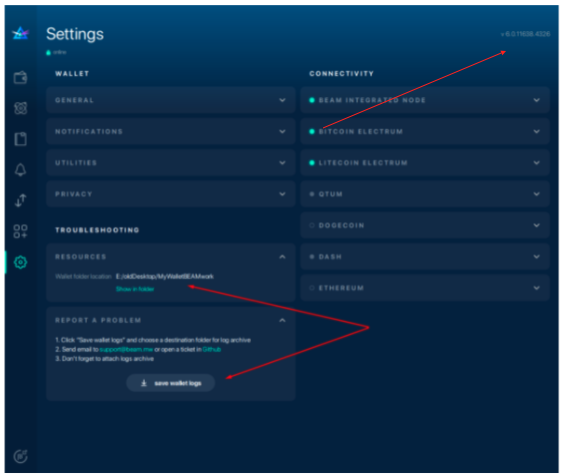 Settings
v 6.0.11638.4326
online
WALLET
GENERAL
NOTIFICATIONS
UTILITIES
PRIVACY
TROUBLESHOOTING
RESOURCES
Wallet folder location E:/oldDesktop/MyWalletBEAMwork
Show in folder
REPORT A PROBLEM
1. Click "Save wallet logs" and choose a destination folder for log archive
2. Send email to support@beam.mw or open a ticket in Github
3. Don't forget to attach logs archive
save wallet logs
CONNECTIVITY
BEAM INTEGRATED NODE
BITCOIN ELECTRUM
LITECOIN ELECTRUM
QTUM
DOGECOIN
DASH
ETHEREUM